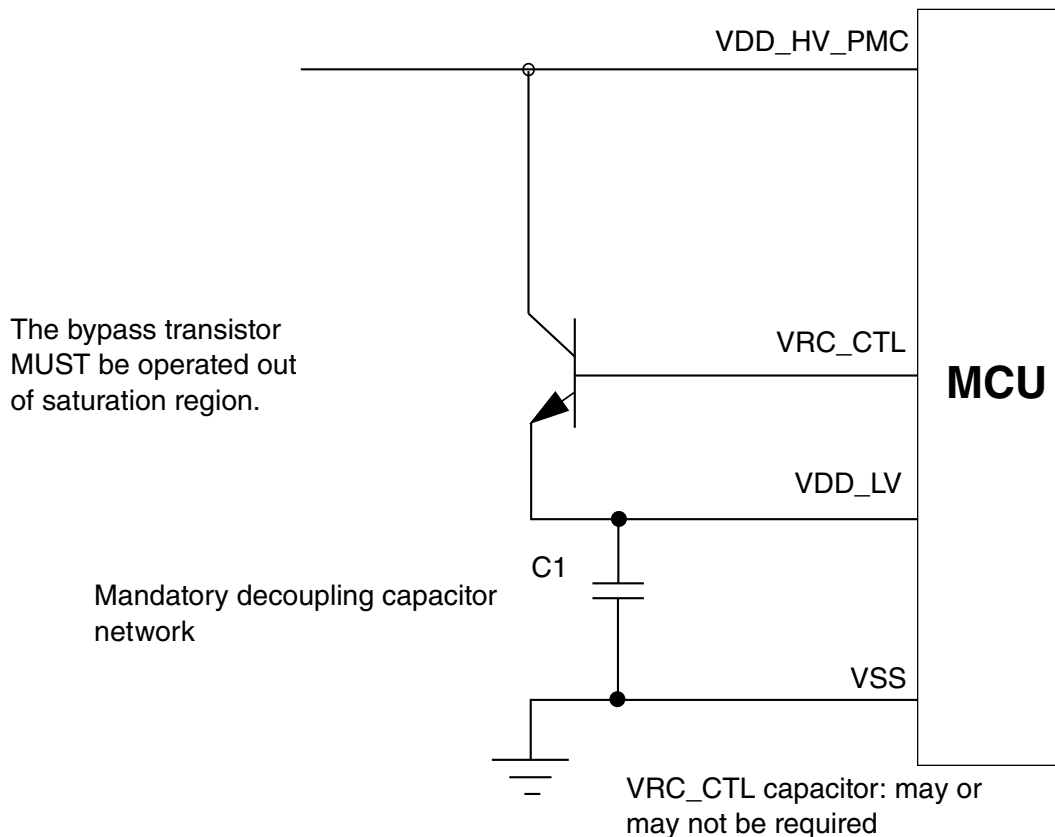 VDD_HV_PMC
The bypass transistor
MUST be operated out
of saturation region.
VRC_CTL
MCU
VDD_LV
C1
Mandatory decoupling capacitor
network
VSS
VRC_CTL capacitor: may or
may not be required